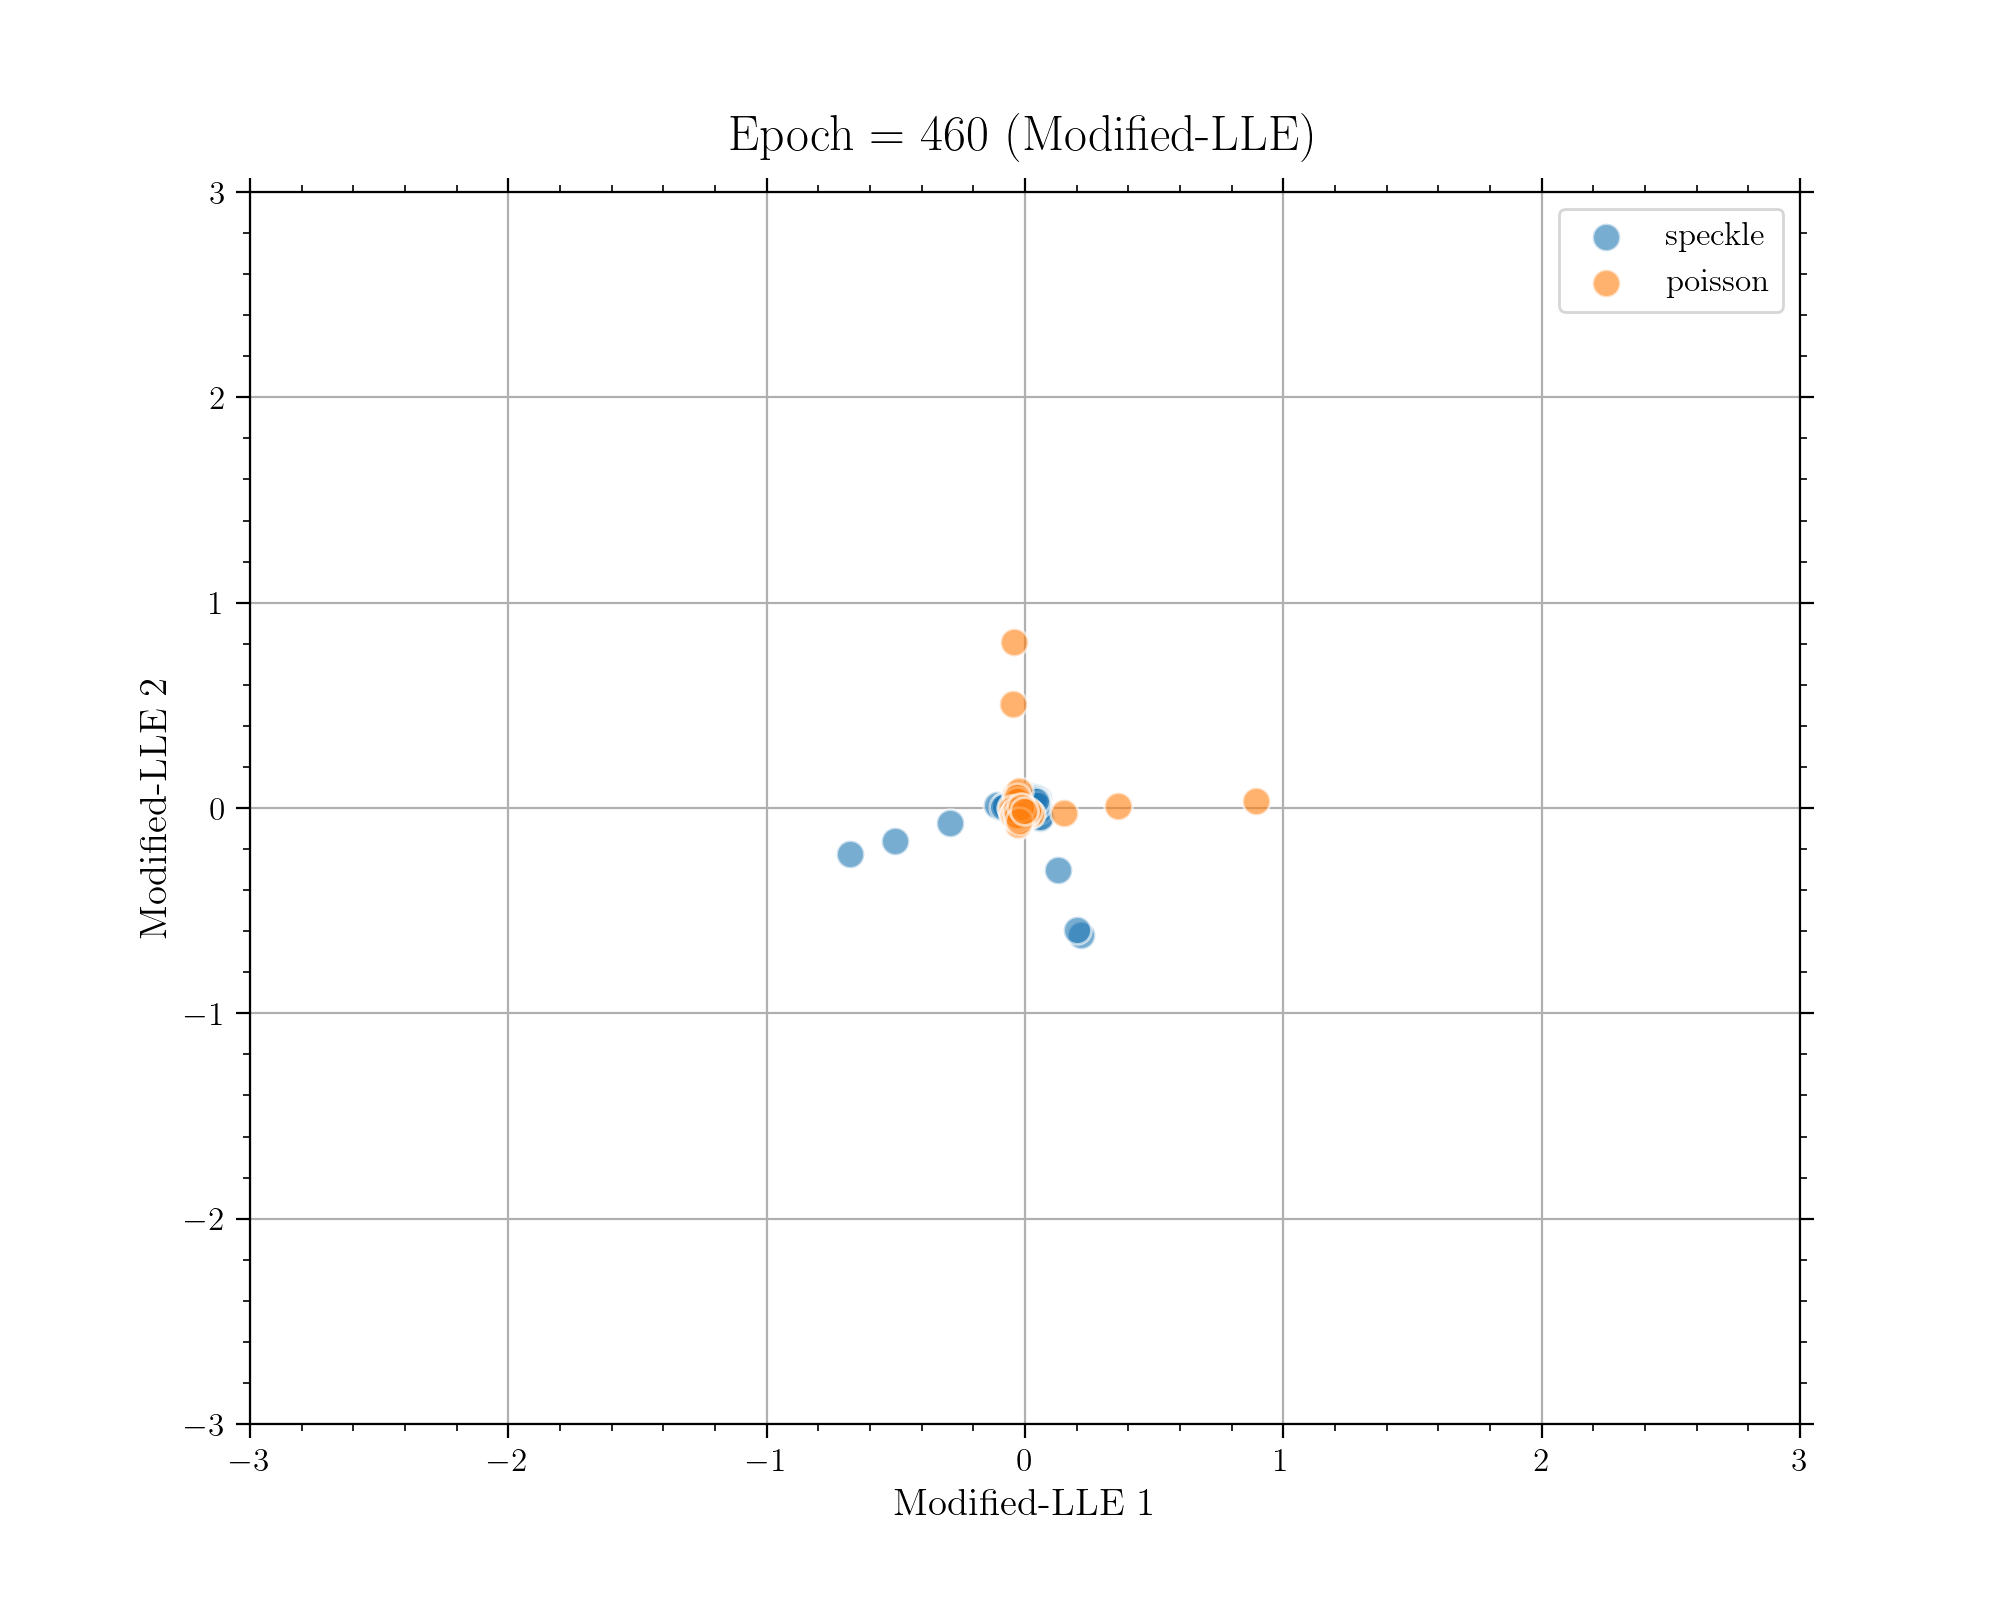 Epoch = 460 (Modified-LLE)
speckle
poisson
3
2
1
0
−1
−2
−3
Modified-LLE 2
−3 −2 −1 0 1 2 3
Modified-LLE 1